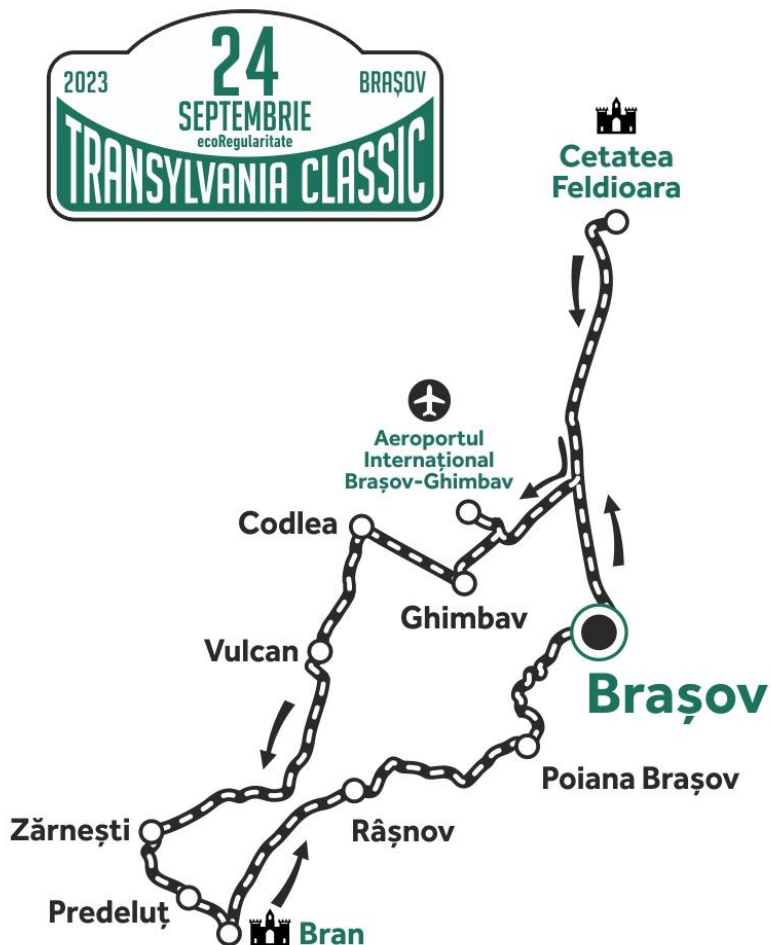 2023
24
BRAȘOV
SEPTEMBRIE
ecoRegularitate
TRANSYLVANIA CLASSIC
Cetatea
Feldioara
Aeroportul
Internațional
Brașov-Ghimbav
Codlea
Ghimbav
Vulcan
Brașov
Poiana Brașov
Zărnești
Râșnov
Predeluț
Bran